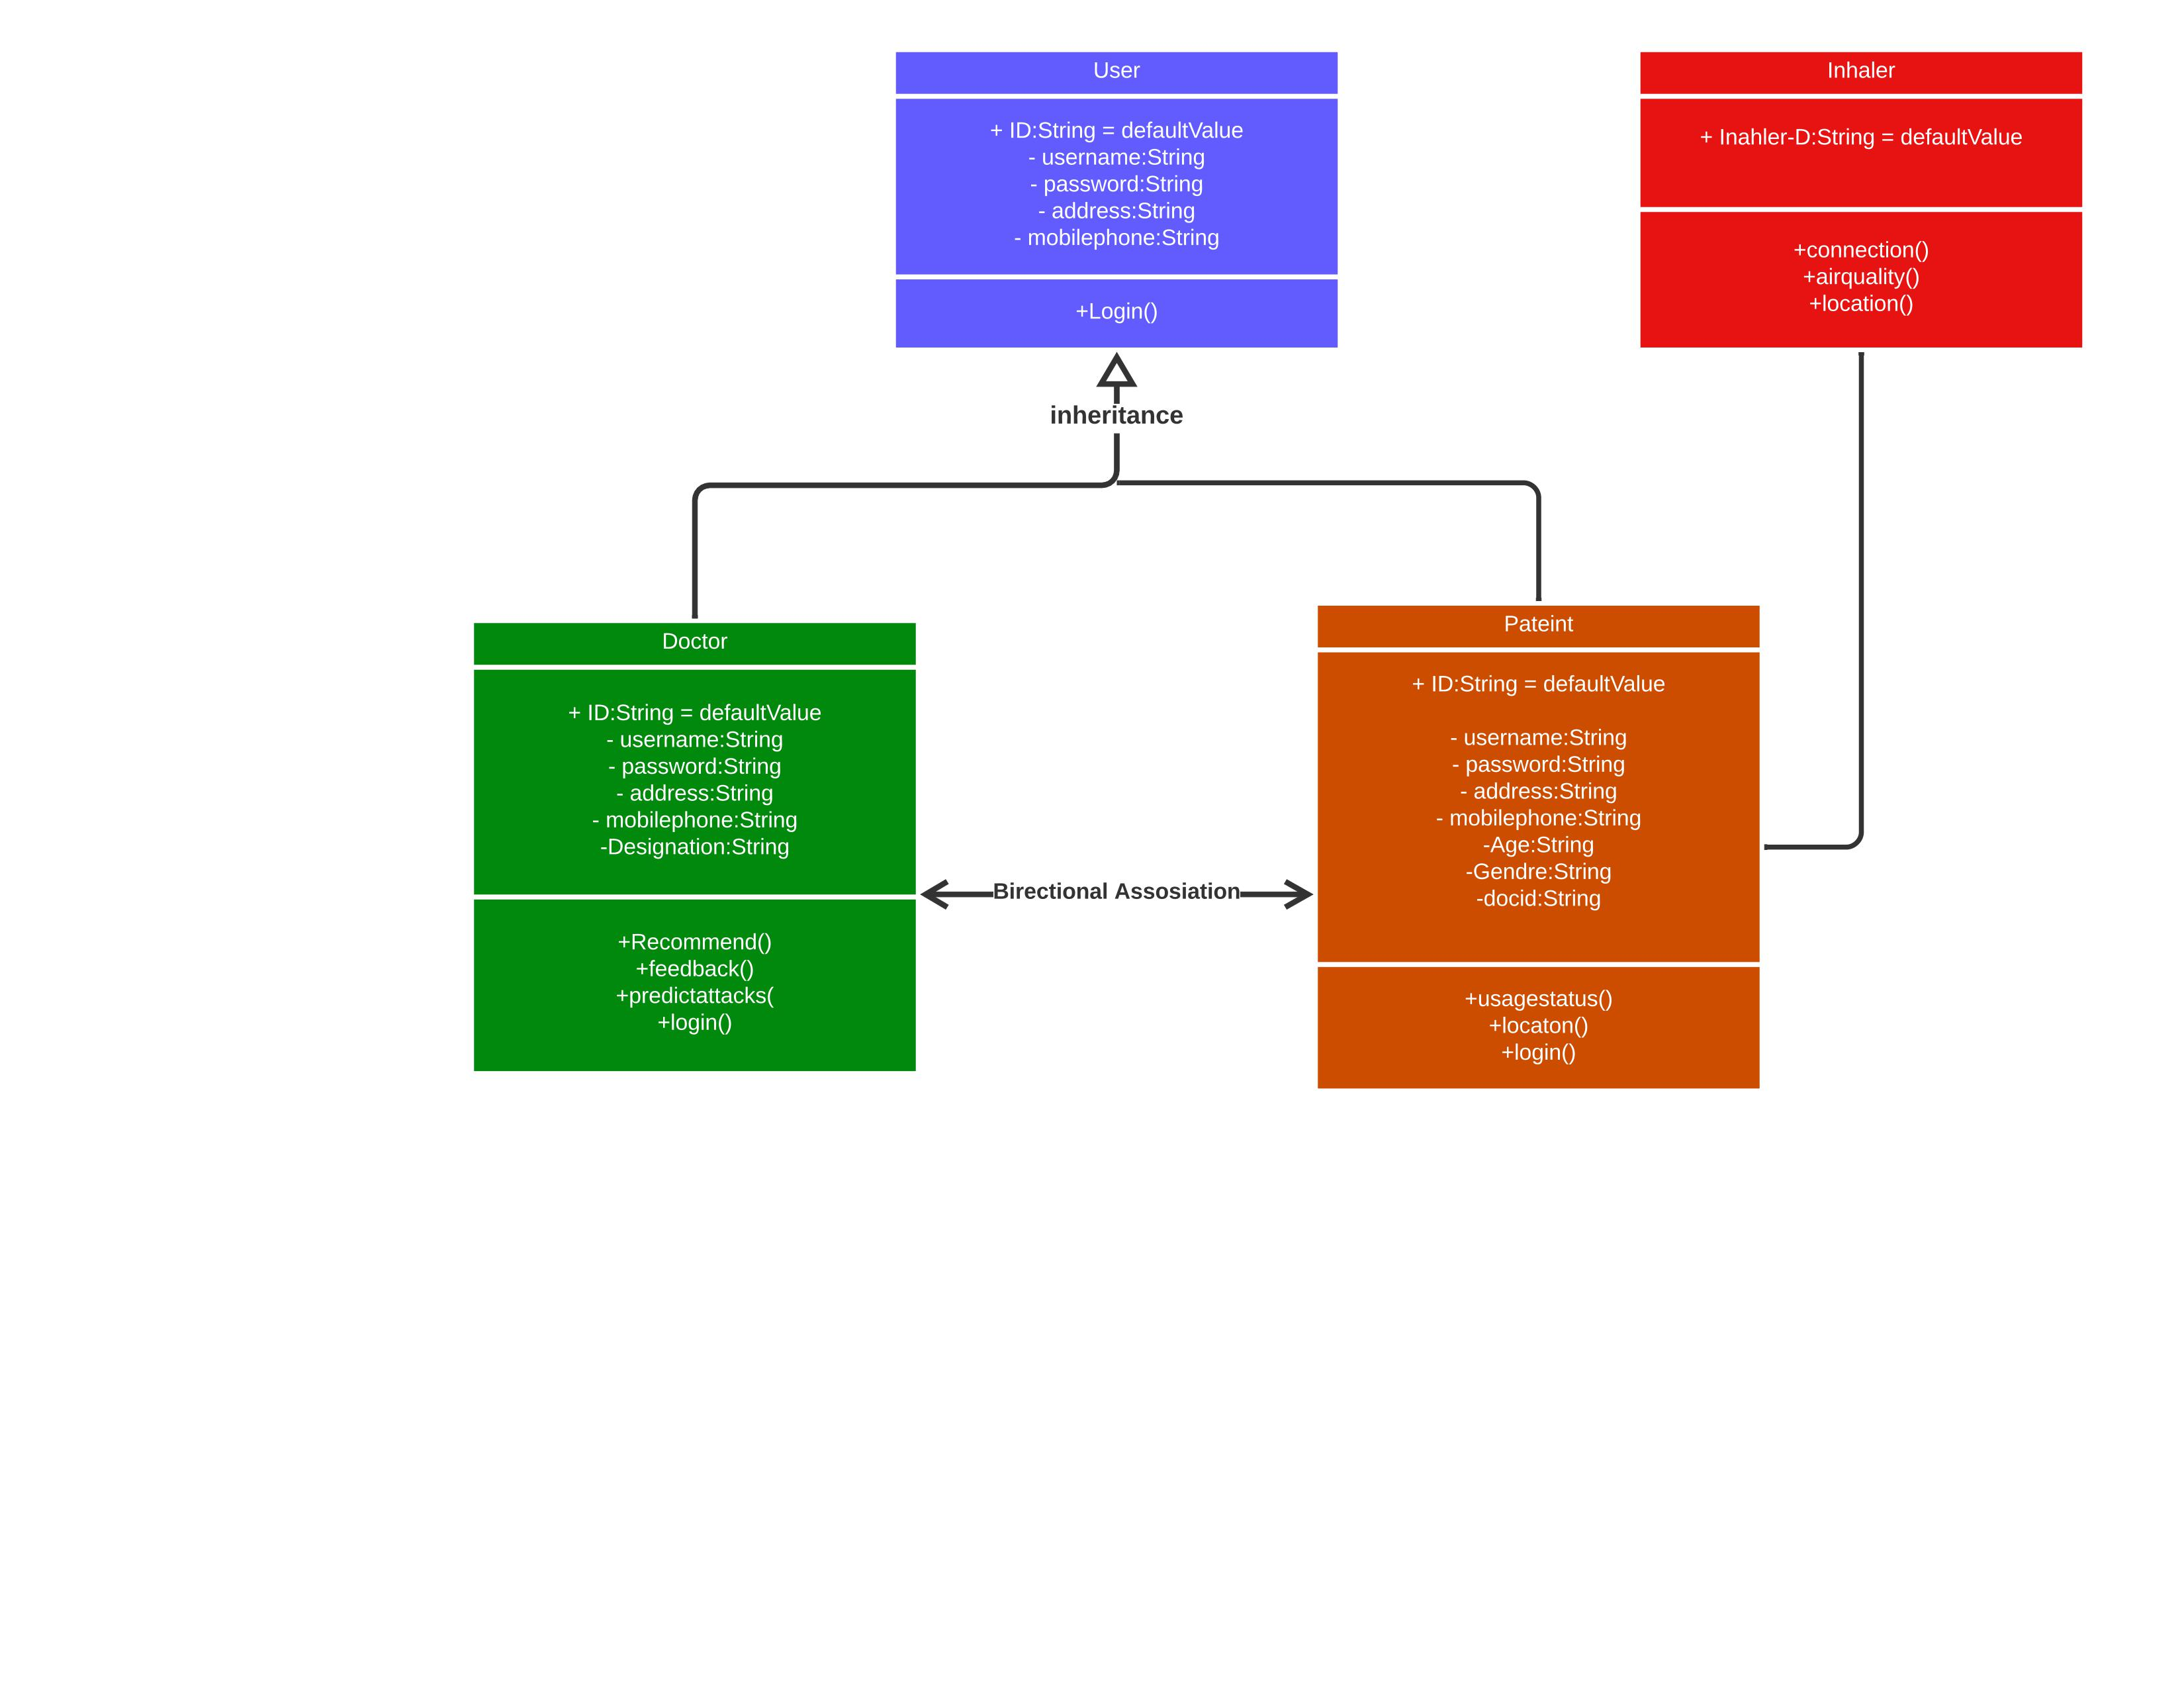 User
+ ID:String = defaultValue
- username:String
- password:String
- address:String
- mobilephone:String
+Login()
Inhaler
+ Inahler-D:String = defaultValue
+connection()
+airquality()
+location()
inheritance
Doctor
+ ID:String = defaultValue
- username:String
- password:String
- address:String
- mobilephone:String
-Designation:String
+Recommend()
+feedback()
+predictattacks(
+login()
Birectional Assosiation
Pateint
+ ID:String = defaultValue
- username:String
- password:String
- address:String
- mobilephone:String
-Age:String
-Gendre:String
-docid:String
+usagestatus()
+locaton()
+login()